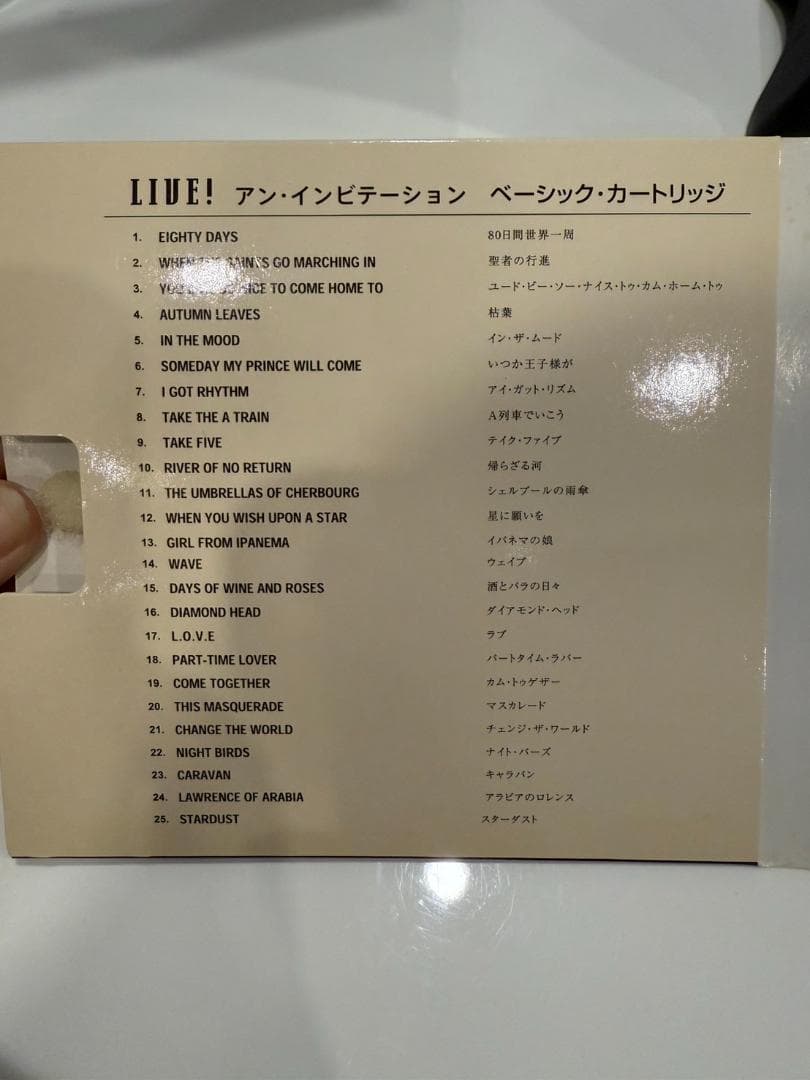 LIVE! アン・インビテーション ベーシック・カートリッジ
1. EIGHTY DAYS 80日間世界一周
2. WHEN THE SAINTS GO MARCHING IN 聖者の行進
3. YOU NICE TO COME HOME TO ユード・ビー・ソー・ナイス・トゥ・カム・ホーム・トゥ
4. AUTUMN LEAVES 枯葉
5. IN THE MOOD イン・ザ・ムード
6. SOMEDAY MY PRINCE WILL COME いつか王子様が
7. I GOT RHYTHM アイ・ガット・リズム
8. TAKE THE A TRAIN A列車でいこう
9. TAKE FIVE テイク・ファイブ
10. RIVER OF NO RETURN 帰らざる河
11. THE UMBRELLAS OF CHERBOURG シェルブールの雨傘
12. WHEN YOU WISH UPON A STAR 星に願いを
13. GIRL FROM IPANEMA イパネマの娘
14. WAVE ウェイブ
15. DAYS OF WINE AND ROSES 酒とバラの日々
16. DIAMOND HEAD ダイアモンド・ヘッド
17. L.O.V.E ラブ
18. PART-TIME LOVER パートタイム・ラバー
19. COME TOGETHER カム・トゥゲザー
20. THIS MASQUERADE マスカレード
21. CHANGE THE WORLD チェンジ・ザ・ワールド
22. NIGHT BIRDS ナイト・バーズ
23. CARAVAN キャラバン
24. LAWRENCE OF ARABIA アラビアのロレンス
25. STARDUST スターダスト